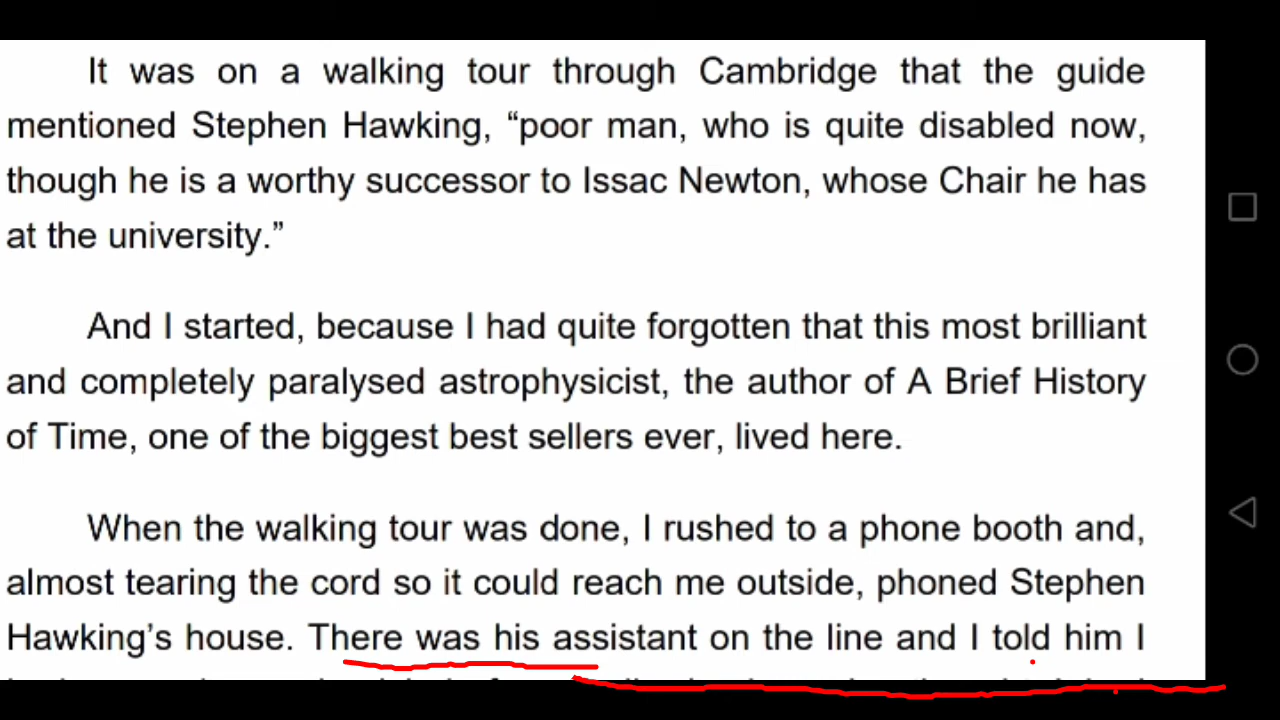 It was on a walking tour through Cambridge that the guide
mentioned Stephen Hawking, “poor man, who is quite disabled now,
though he is a worthy successor to Issac Newton, whose Chair he has
at the university.”
And I started, because I had quite forgotten that this most brilliant
and completely paralysed astrophysicist, the author of A Brief History
of Time, one of the biggest best sellers ever, lived here.
When the walking tour was done, I rushed to a phone booth and,
almost tearing the cord so it could reach me outside, phoned Stephen
Hawking’s house. There was his assistant on the line and I told him I